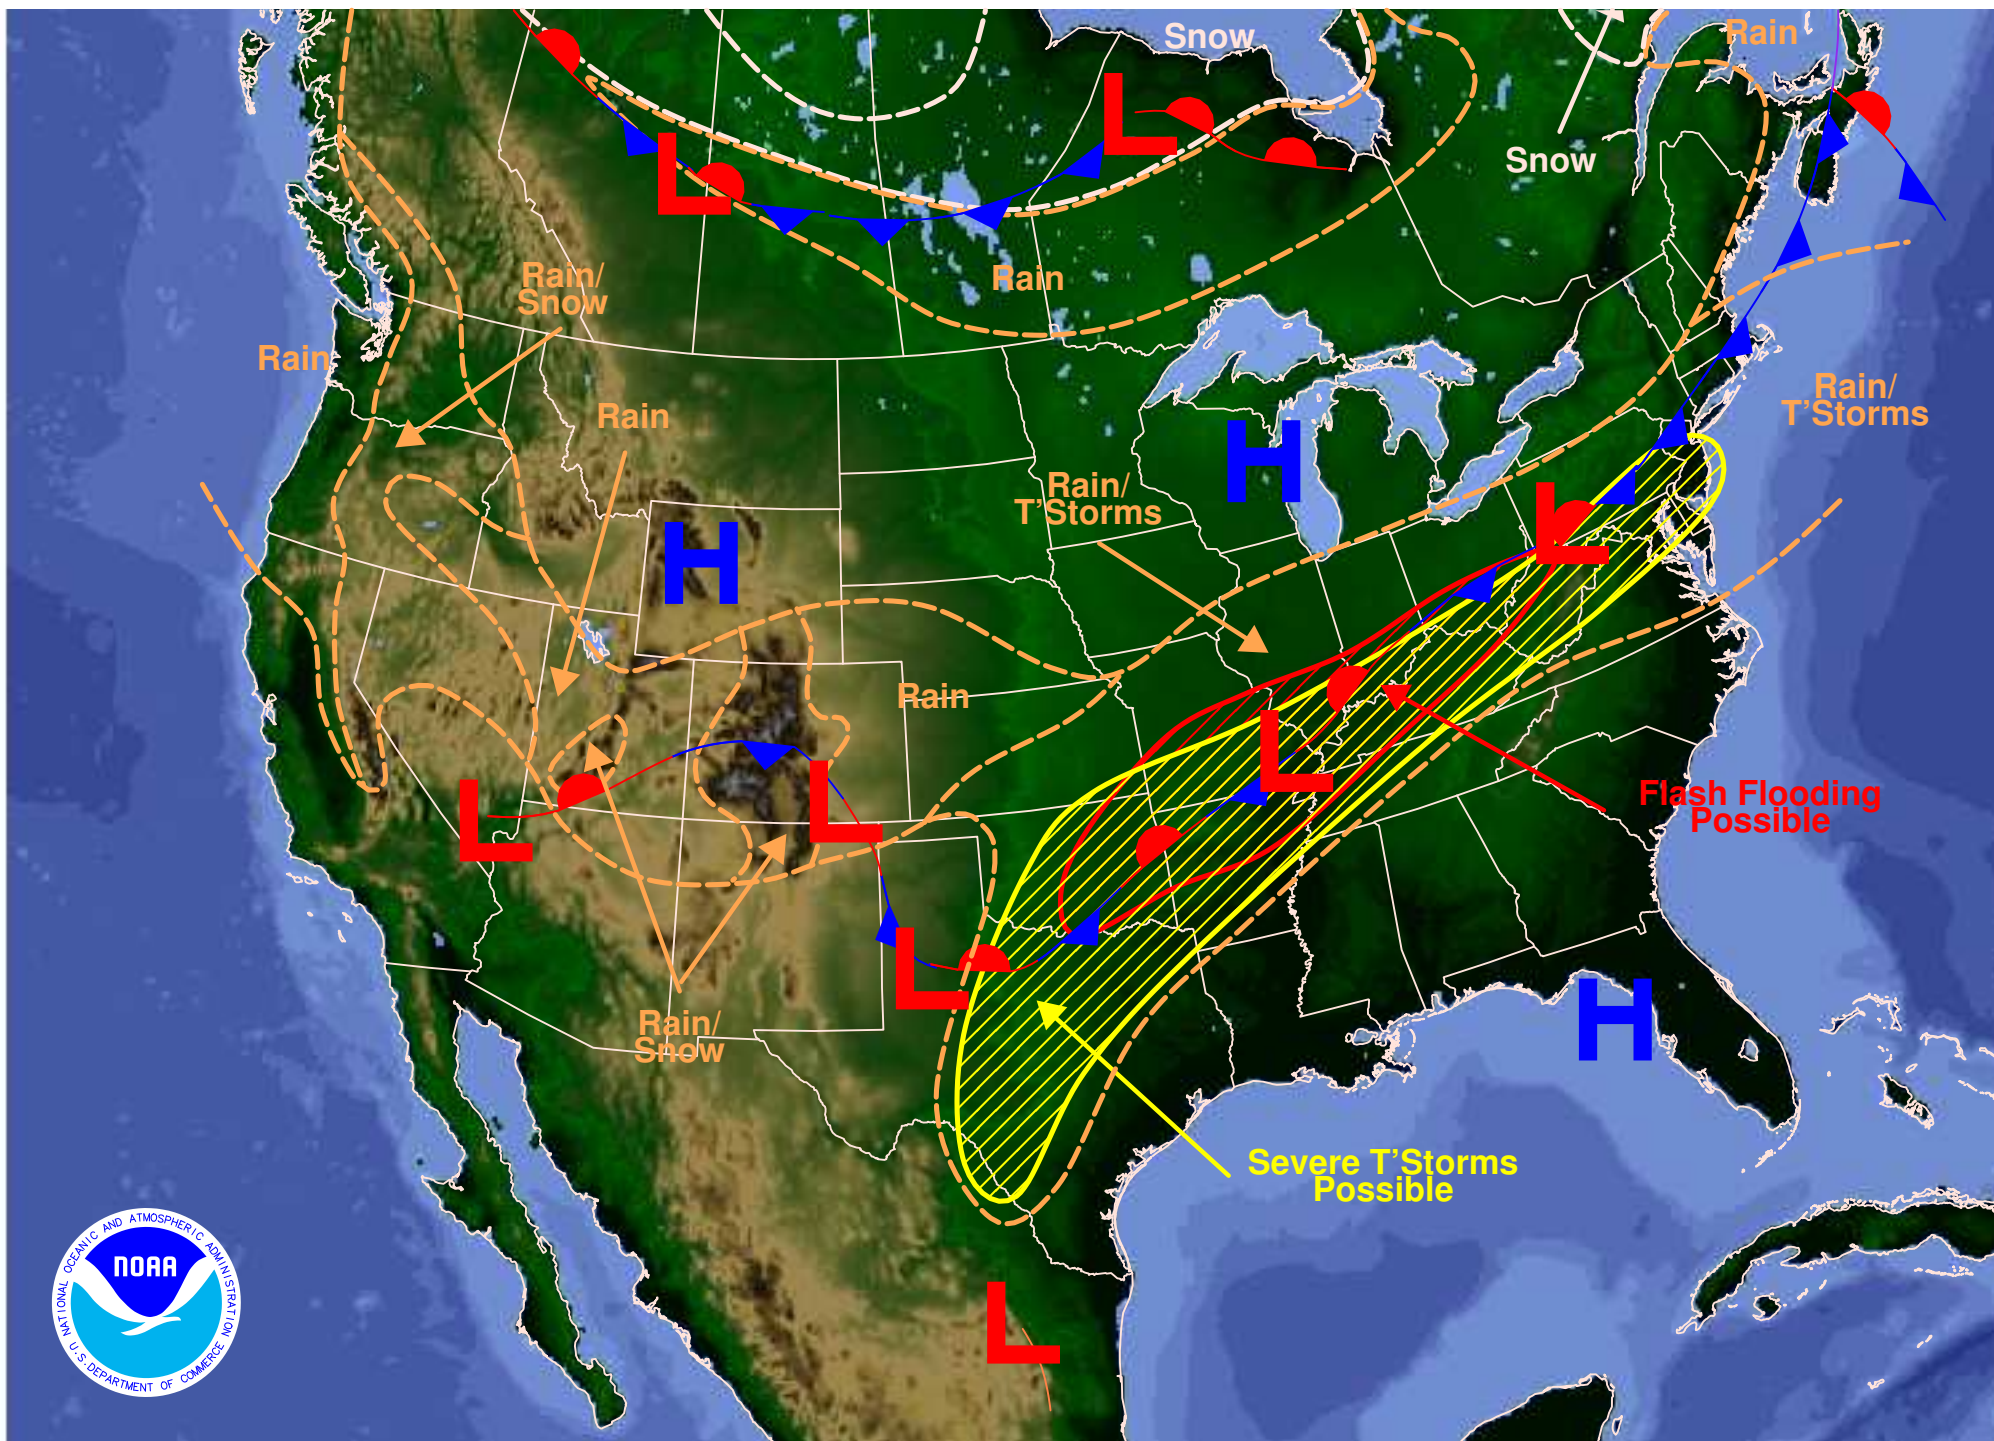 Snow
Rain
L
L
Snow
Rain/
Snow
Rain
Rain
Rain/
T'Storms
Rain
H
Rain/
T'Storms
L
H
Rain
L
L
L
Flash Flooding
Possible
L
H
Rain/
Snow
Severe T'Storms
Possible
L
NATIONAL OCEANIC AND ATMOSPHERIC ADMINISTRATION
NOAA
U.S. DEPARTMENT OF COMMERCE